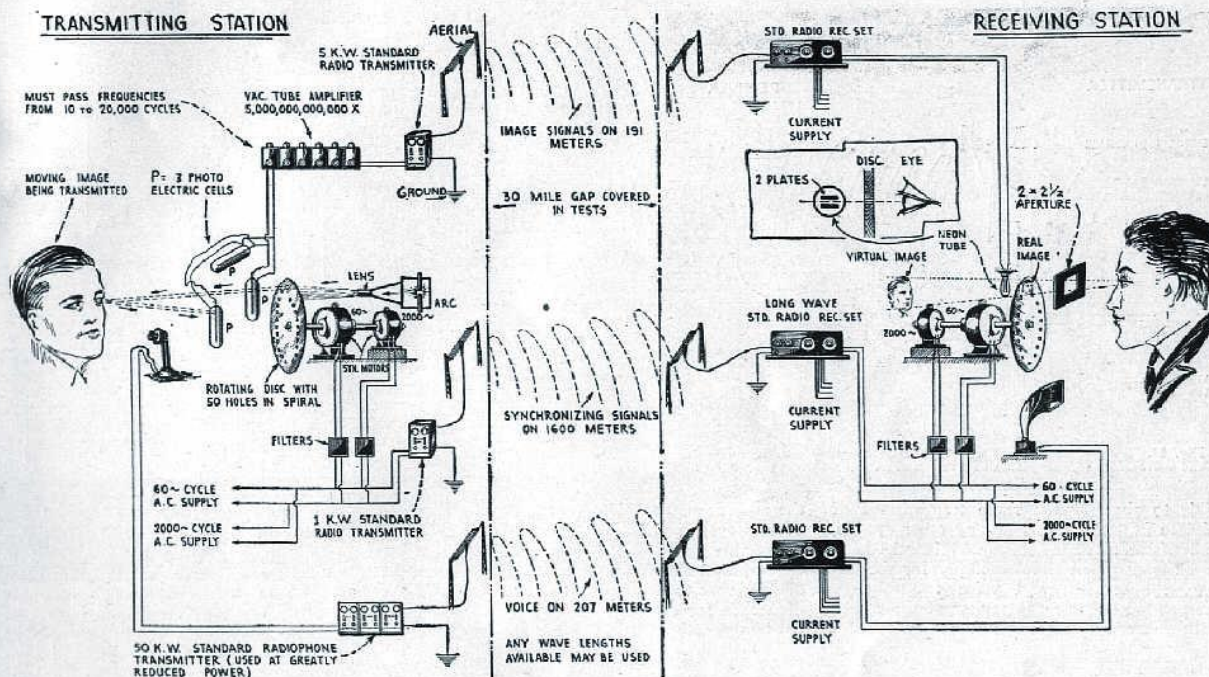 TRANSMITTING STATION
RECEIVING STATION
5 K.W. STANDARD
RADIO TRANSMITTER
AERIAL
STD. RADIO REC. SET
MUST PASS FREQUENCIES
FROM 10 TO 20,000 CYCLES
VAC. TUBE AMPLIFIER
5,000,000,000,000 X
IMAGE SIGNALS ON 191
METERS
CURRENT
SUPPLY
MOVING IMAGE
BEING TRANSMITTED
P= 3 PHOTO
ELECTRIC CELLS
GROUND
30 MILE GAP COVERED
IN TESTS
2 PLATES
DISC
EYE
2 × 2 1/2
APERTURE
NEON
TUBE
REAL
IMAGE
VIRTUAL IMAGE
P
P
P
LENS
ARC
60~
2000~
SYN. MOTORS
ROTATING DISC WITH
50 HOLES IN SPIRAL
LONG WAVE
STD. RADIO REC. SET
2000~
60~
CURRENT
SUPPLY
SYNCHRONIZING SIGNALS
ON 1600 METERS
FILTERS
FILTERS
60~ CYCLE
A.C. SUPPLY
2000~ CYCLE
A.C. SUPPLY
1 K.W. STANDARD
RADIO TRANSMITTER
60 - CYCLE
A.C. SUPPLY
2000~CYCLE
A.C. SUPPLY
STD. RADIO REC. SET
VOICE ON 207 METERS
CURRENT
SUPPLY
50 K.W. STANDARD RADIOPHONE
TRANSMITTER (USED AT GREATLY
REDUCED POWER)
ANY WAVE LENGTHS
AVAILABLE MAY BE USED